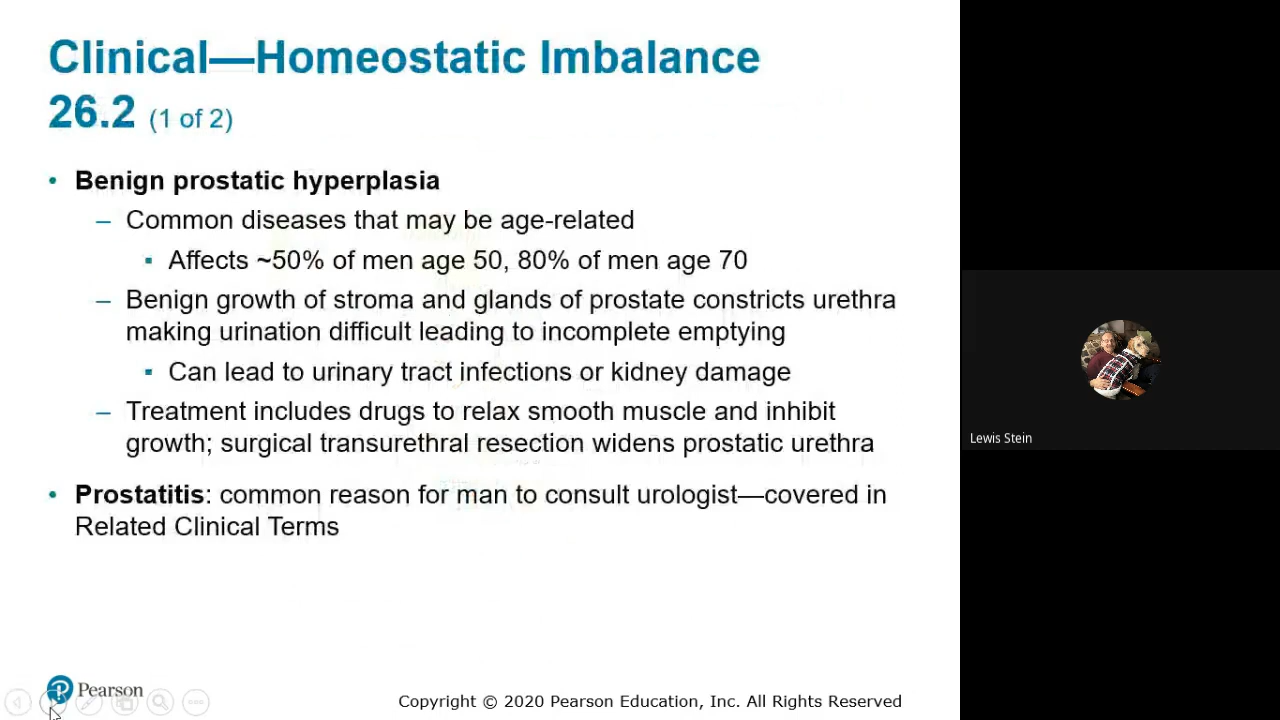 Clinical—Homeostatic Imbalance
26.2 (1 of 2)
• Benign prostatic hyperplasia
– Common diseases that may be age-related
▪ Affects ~50% of men age 50, 80% of men age 70
– Benign growth of stroma and glands of prostate constricts urethra
making urination difficult leading to incomplete emptying
▪ Can lead to urinary tract infections or kidney damage
– Treatment includes drugs to relax smooth muscle and inhibit
growth; surgical transurethral resection widens prostatic urethra
• Prostatitis: common reason for man to consult urologist—covered in
Related Clinical Terms
Lewis Stein
Pearson
Copyright © 2020 Pearson Education, Inc. All Rights Reserved